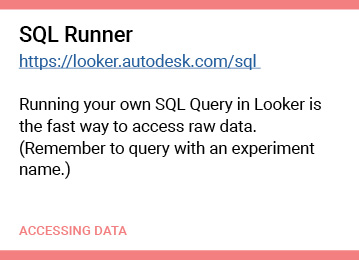 SQL Runner
https://looker.autodesk.com/sql
Running your own SQL Query in Looker is
the fast way to access raw data.
(Remember to query with an experiment
name.)
ACCESSING DATA